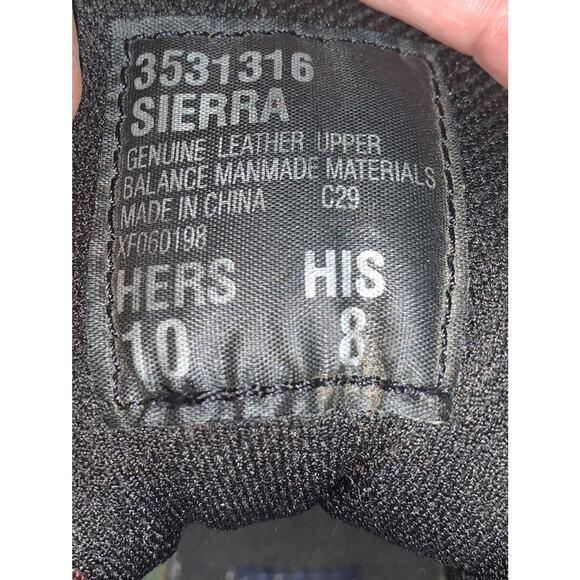 3531316
SIERRA
GENUINE LEATHER UPPER
BALANCE MANMADE MATERIALS
MADE IN CHINA C29
XF060198
HERS HIS
10 8